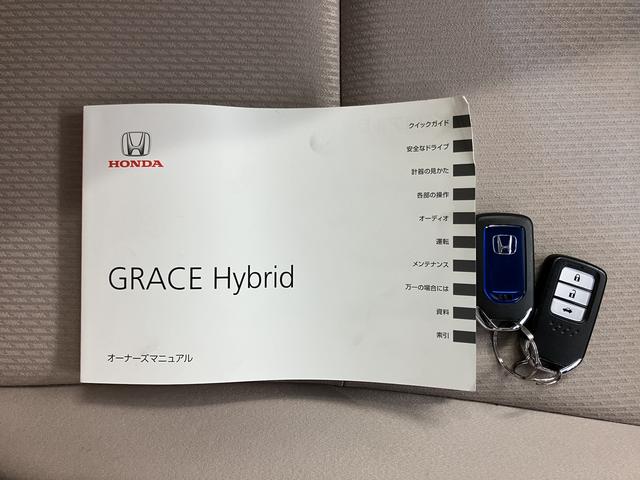 HONDA
GRACE Hybrid
オーナーズマニュアル
クイックガイド
安全なドライブ
計器の見かた
各部の操作
オーディオ
運転
メンテナンス
万一の場合には
資料
索引